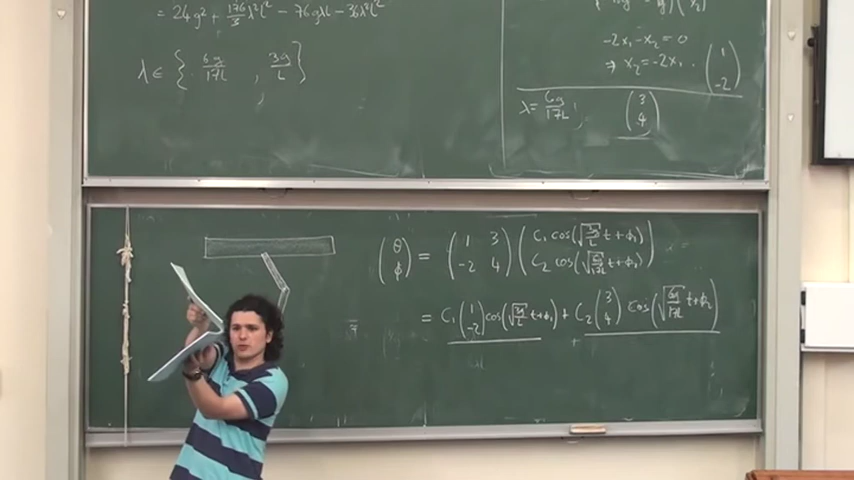 = 24g² + 176/3 λ²l² - 76gλl - 36λ²l²
λ ∈ { 6g/17L , 3g/L }
-2x₁ - x₂ = 0
⇒ x₂ = -2x₁ . (1 -2)
λ = 6g/17L , (3 4)
(θ φ) = (1 3 -2 4) (C₁ cos(√3g/L t + φ₁) C₂ cos(√6g/17L t + φ₂)) =
= C₁ (1 -2) cos(√3g/L t + φ₁) + C₂ (3 4) cos(√6g/17L t + φ₂)